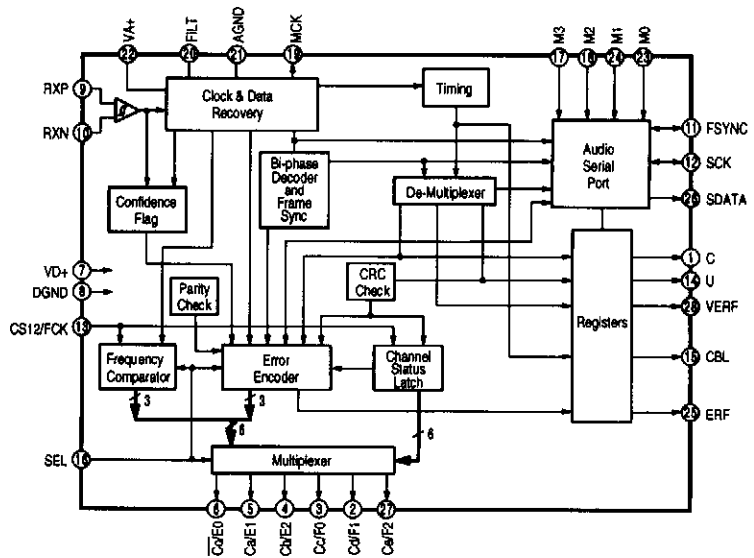 VA+ FILT AGND MCK M3 M2 M1 M0
22 20 21 19 17 18 24 23
RXP 9
RXN 10
Clock & Data
Recovery
Timing
Audio
Serial
Port
11 FSYNC
12 SCK
26 SDATA
Bi-phase
Decoder
and
Frame
Sync
De-Multiplexer
Confidence
Flag
VD+ 7
DGND 8
CS12/FCK 13
Parity
Check
CRC
Check
Registers
1 C
14 U
28 VERF
15 CBL
25 ERF
Frequency
Comparator
Error
Encoder
Channel
Status
Latch
3 3
6 6
SEL 16
Multiplexer
6 5 4 3 2 27
C0/E0 Ca/E1 Cb/E2 Cc/F0 Cd/F1 Ce/F2